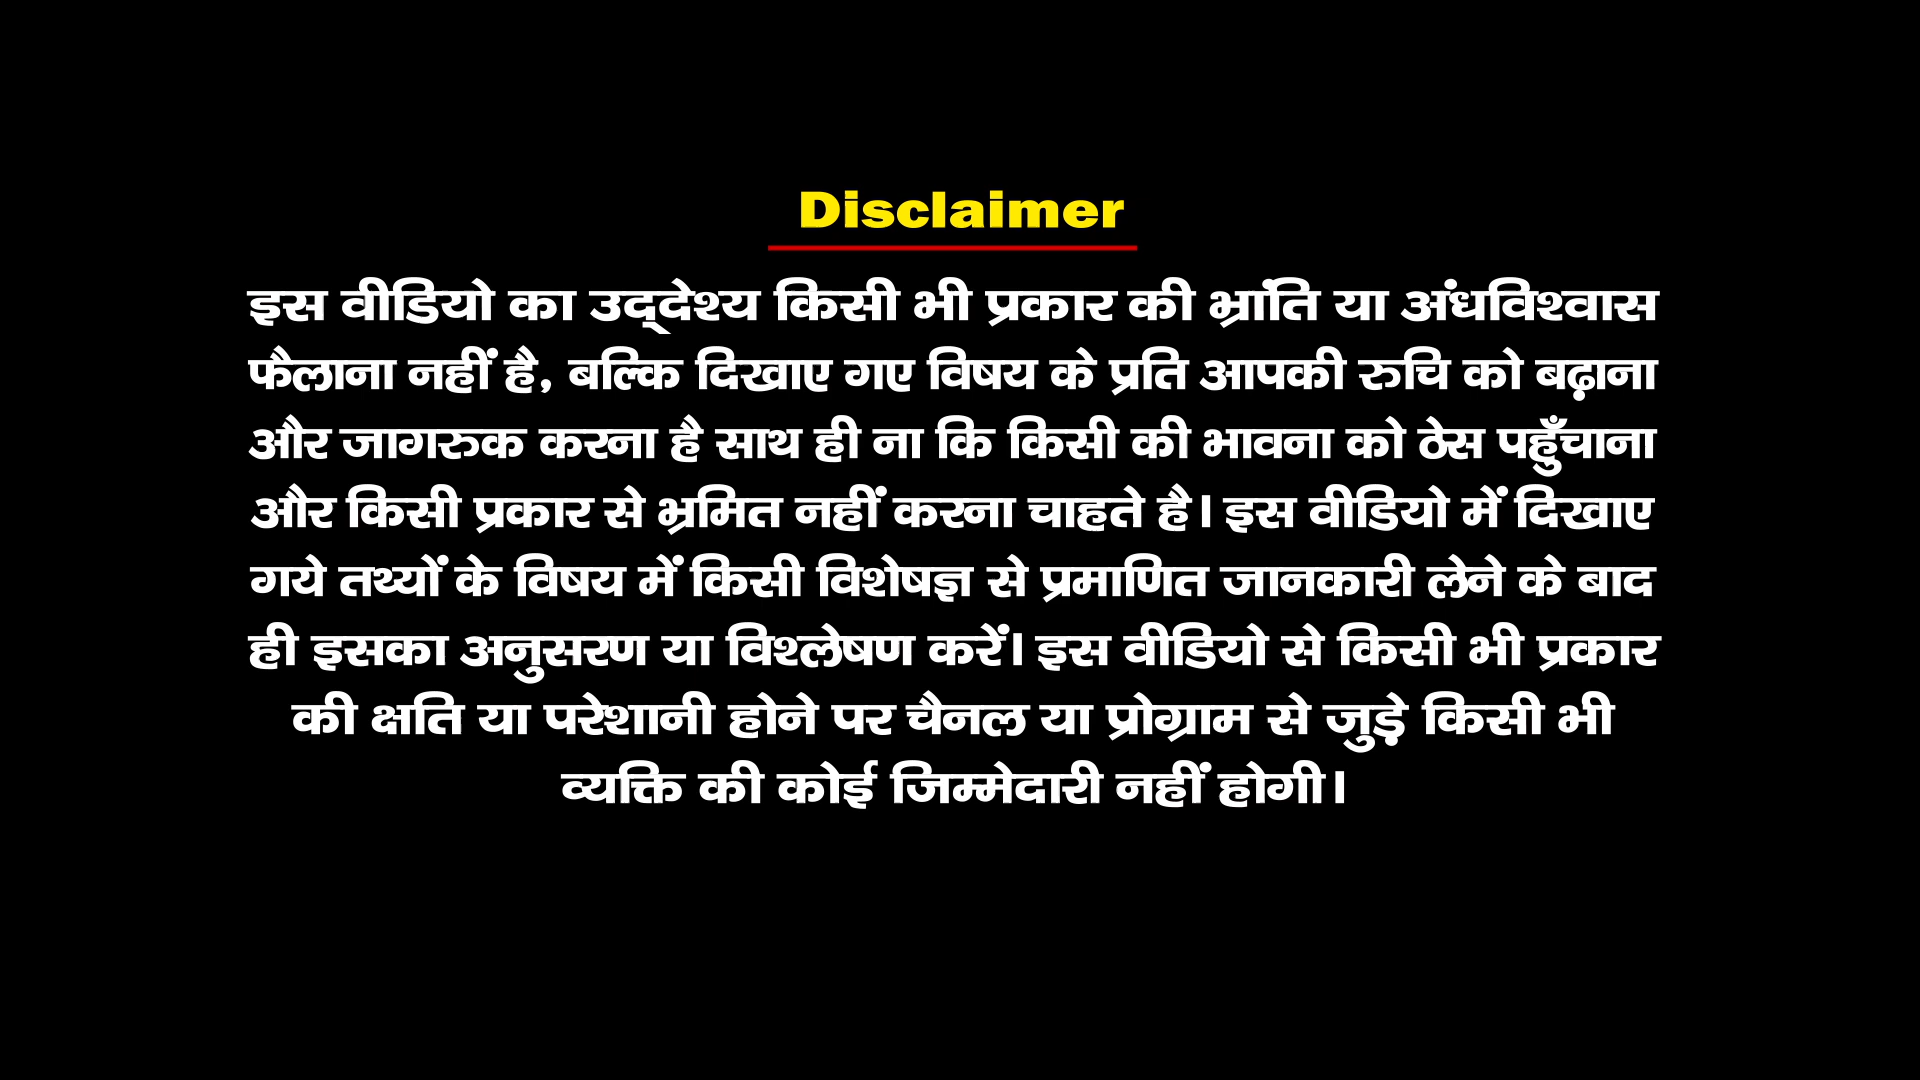 Disclaimer
इस वीडियो का उद्‌देश्य किसी भी प्रकार की भ्रांति या अंधविश्वास
फैलाना नहीं है, बल्कि दिखाए गए विषय के प्रति आपकी रुचि को बढ़ाना
और जागरुक करना है साथ ही ना कि किसी की भावना को ठेस पहुँचाना
और किसी प्रकार से भ्रमित नहीं करना चाहते है। इस वीडियो में दिखाए
गये तथ्यों के विषय में किसी विशेषज्ञ से प्रमाणित जानकारी लेने के बाद
ही इसका अनुसरण या विश्लेषण करें। इस वीडियो से किसी भी प्रकार
की क्षति या परेशानी होने पर चैनल या प्रोग्राम से जुड़े किसी भी
व्यक्ति की कोई जिम्मेदारी नहीं होगी।